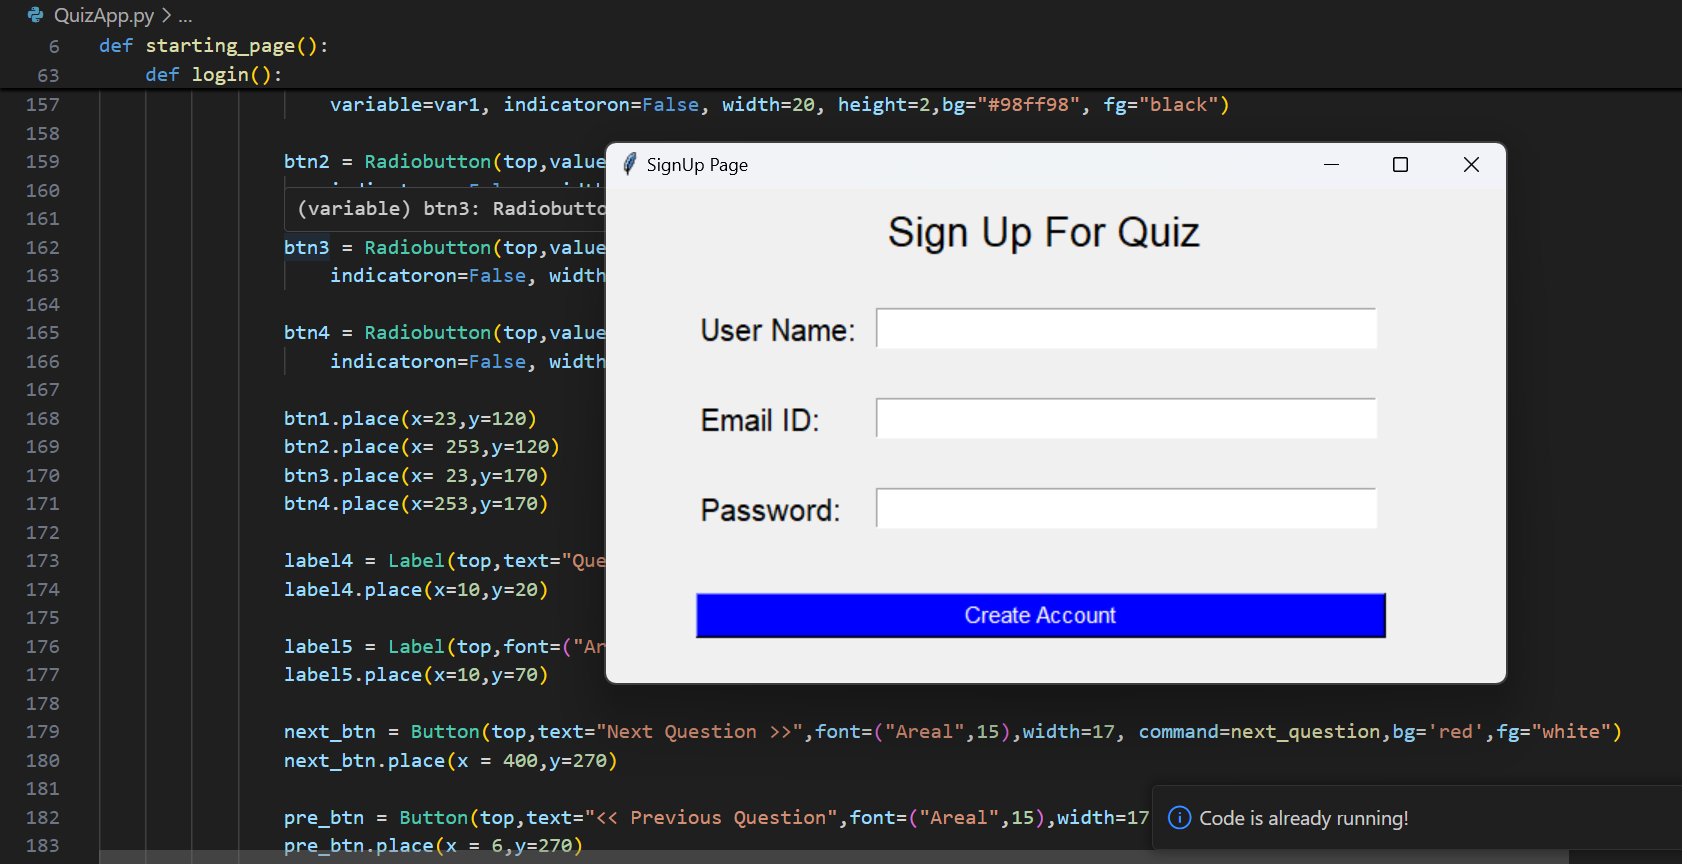 QuizApp.py > ...
6 def starting_page():
63 def login():
157 variable=var1, indicatoron=False, width=20, height=2,bg="#98ff98", fg="black")
158
159 btn2 = Radiobutton(top,value
160
(variable) btn3: Radiobutto
161
162 btn3 = Radiobutton(top,value
163 indicatoron=False, width
164
165 btn4 = Radiobutton(top,value
166 indicatoron=False, width
167
168 btn1.place(x=23,y=120)
169 btn2.place(x= 253,y=120)
170 btn3.place(x= 23,y=170)
171 btn4.place(x=253,y=170)
172
173 label4 = Label(top,text="Que
174 label4.place(x=10,y=20)
175
176 label5 = Label(top,font=("Ar
177 label5.place(x=10,y=70)
178
179 next_btn = Button(top,text="Next Question >>",font=("Areal",15),width=17, command=next_question,bg='red',fg="white")
180 next_btn.place(x = 400,y=270)
181
182 pre_btn = Button(top,text="<< Previous Question",font=("Areal",15),width=17
183 pre_btn.place(x = 6,y=270)
SignUp Page
Sign Up For Quiz
User Name:
Email ID:
Password:
Create Account
Code is already running!